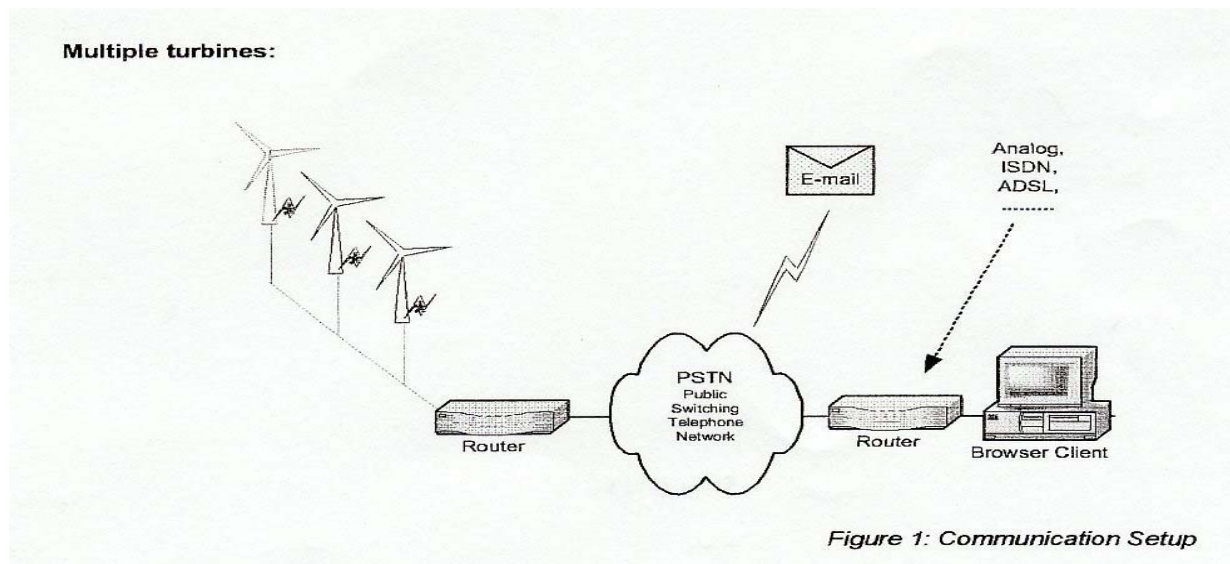 Multiple turbines:
E-mail
Analog,
ISDN,
ADSL,
PSTN
Public
Switching
Telephone
Network
Router
Router
Browser Client
Figure 1: Communication Setup